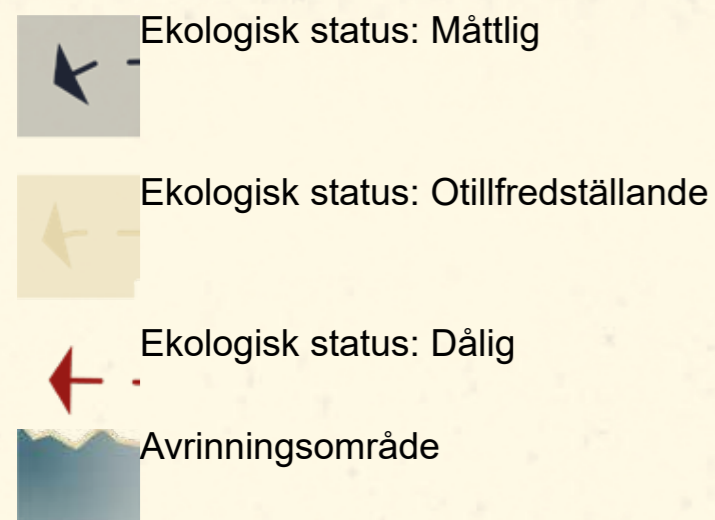 Ekologisk status: Måttlig
Ekologisk status: Otillfredställande
Ekologisk status: Dålig
Avrinningsområde